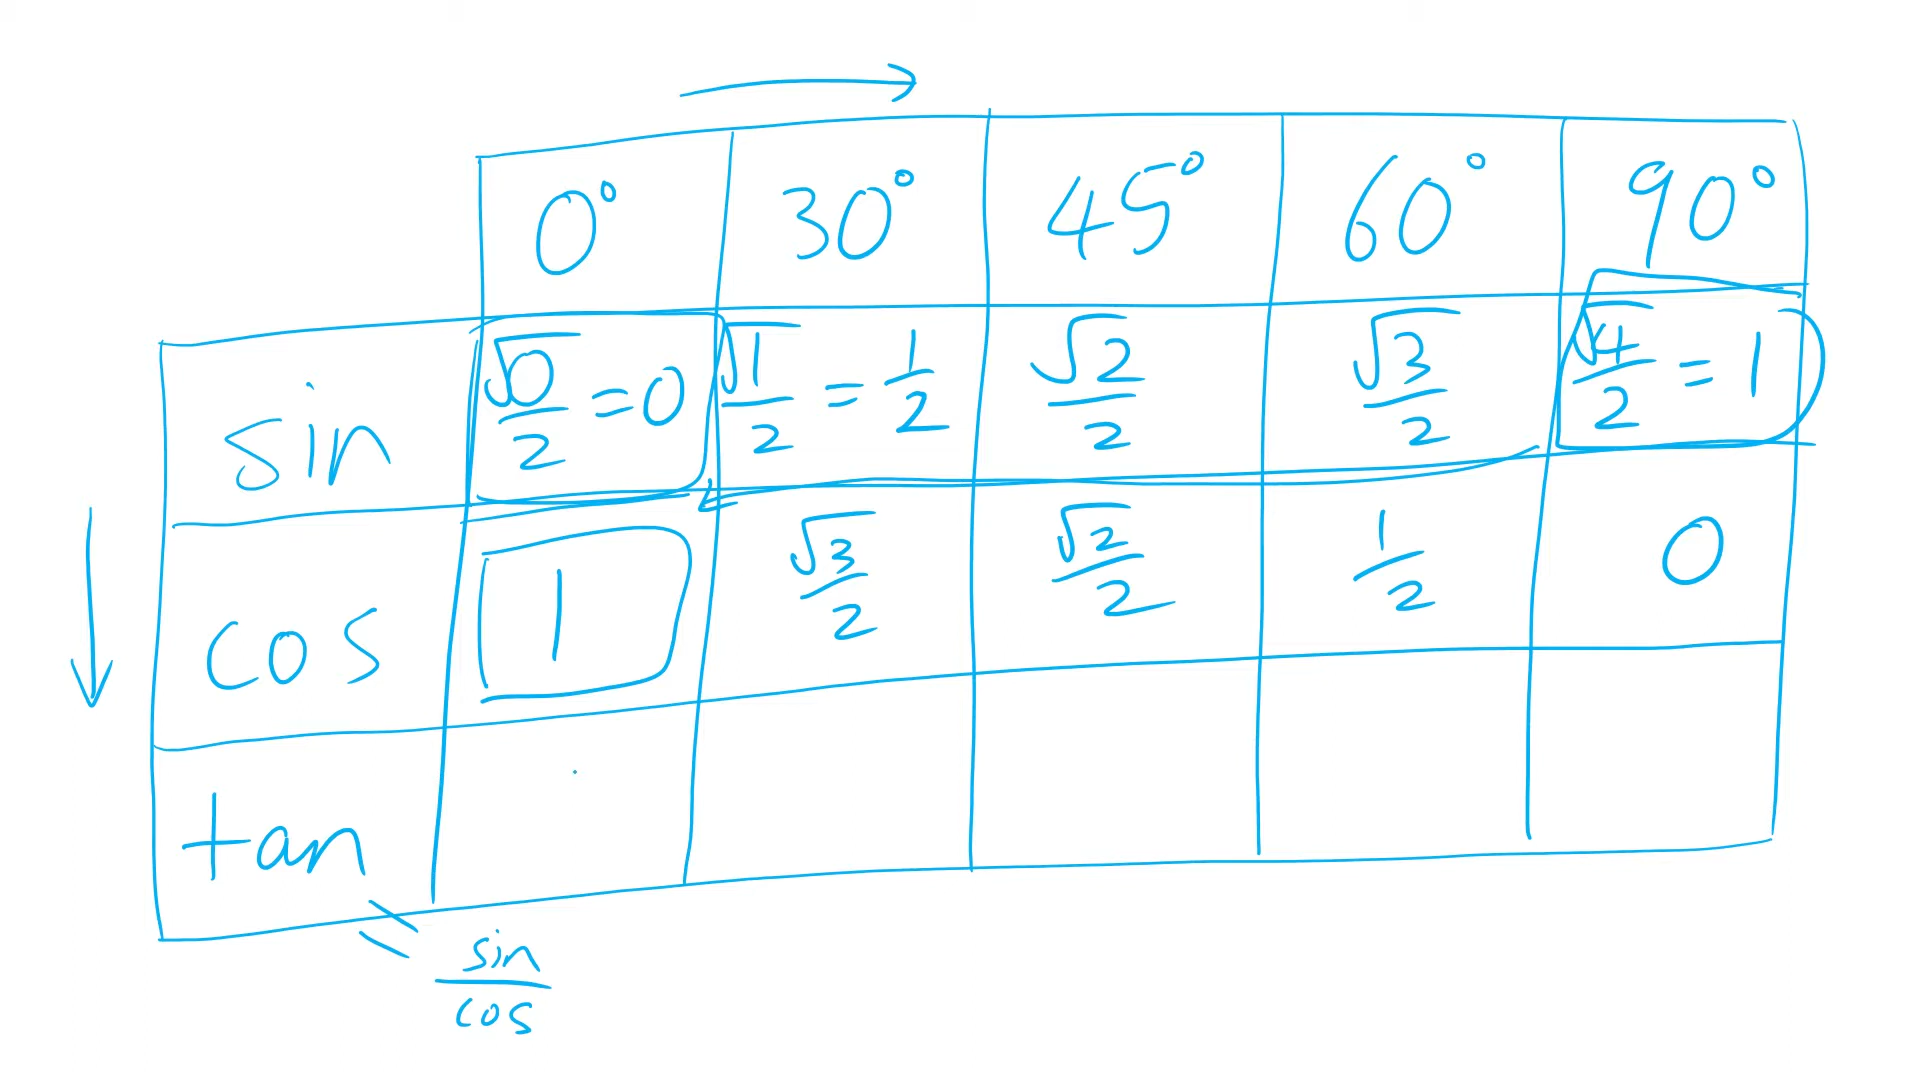 0° 30° 45° 60° 90°
sin √0/2 = 0 √1/2 = 1/2 √2/2 √3/2 √4/2 = 1
cos 1 √3/2 √2/2 1/2 0
tan
= sin/cos